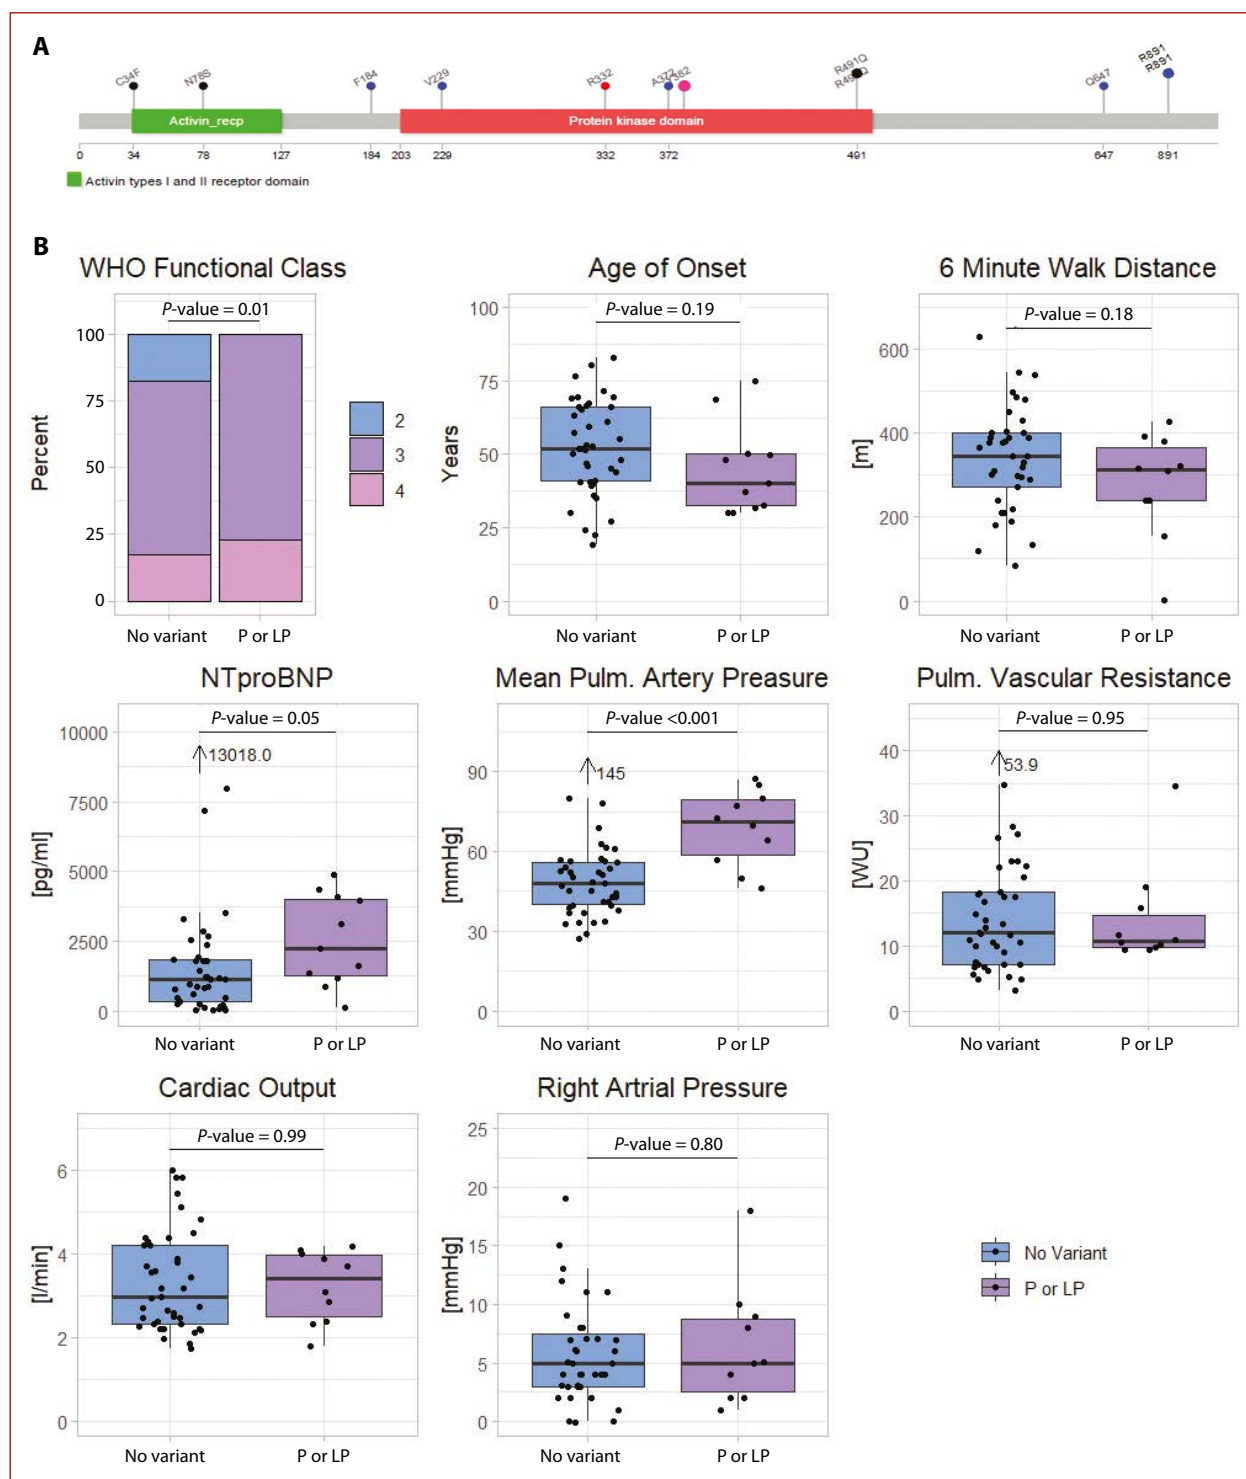 A
C34F N78S F184 V229 R332 A372 Y382 R491Q Q647 R891
R491Q R891
Activin_recp Protein kinase domain
0 34 78 127 184 203 229 332 372 491 647 891
Activin types I and II receptor domain
B
WHO Functional Class
P-value = 0.01
Percent
100
75
50
25
0
2
3
4
No variant P or LP
Age of Onset
P-value = 0.19
Years
100
75
50
25
0
No variant P or LP
6 Minute Walk Distance
P-value = 0.18
[m]
600
400
200
0
No variant P or LP
NTproBNP
P-value = 0.05
13018.0
[pg/ml]
10000
7500
5000
2500
0
No variant P or LP
Mean Pulm. Artery Preasure
P-value <0.001
145
[mmHg]
90
60
30
0
No variant P or LP
Pulm. Vascular Resistance
P-value = 0.95
53.9
[WU]
40
30
20
10
0
No variant P or LP
Cardiac Output
P-value = 0.99
[l/min]
6
4
2
0
No variant P or LP
Right Artrial Pressure
P-value = 0.80
[mmHg]
25
20
15
10
5
0
No variant P or LP
No Variant
P or LP